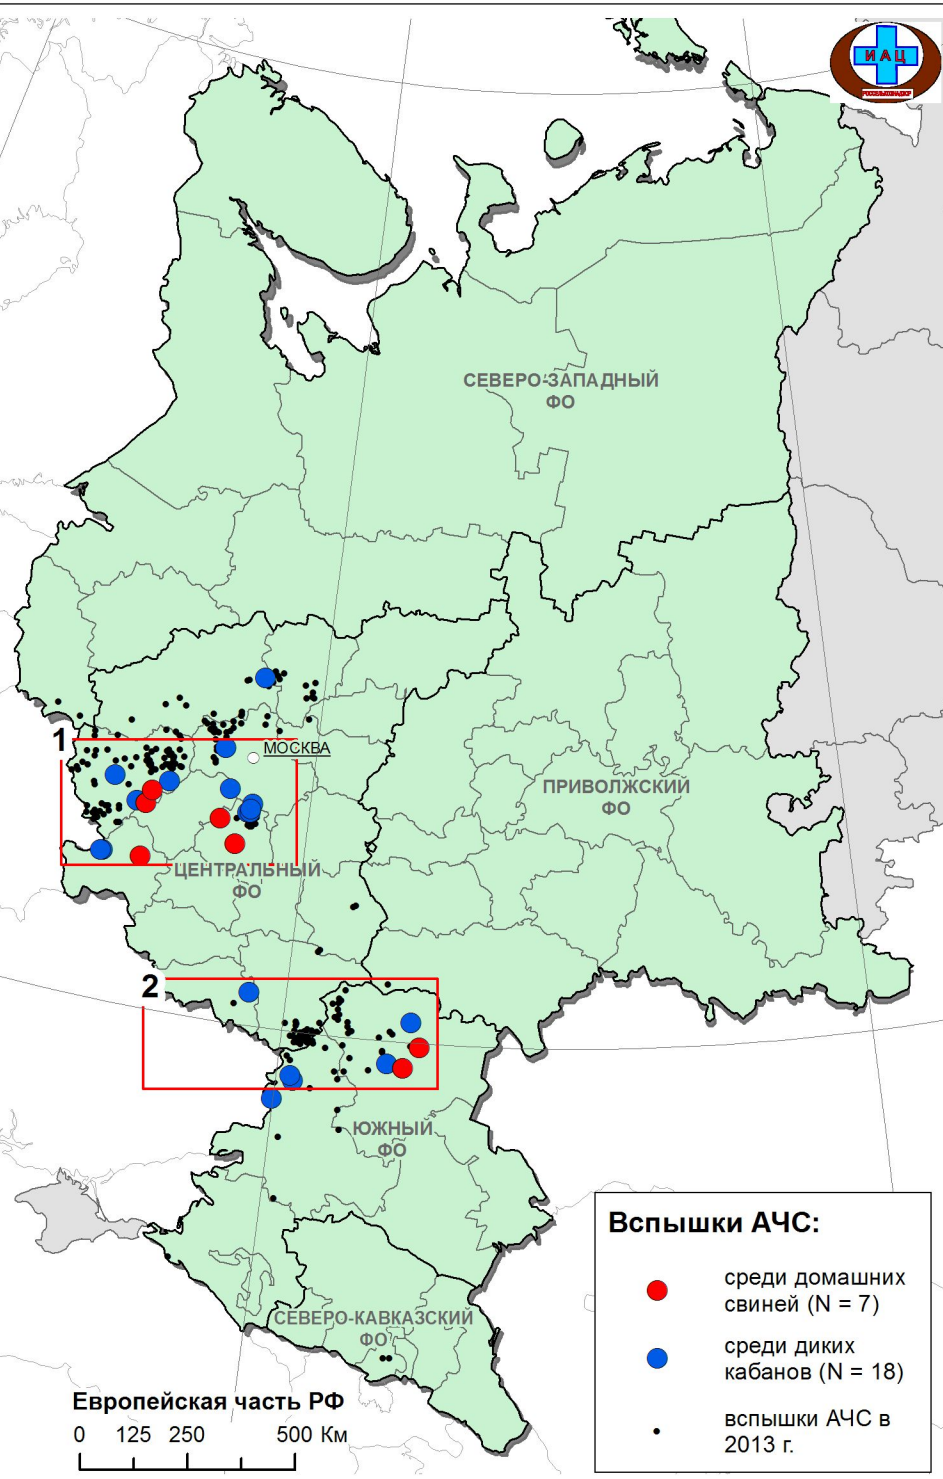 ИАЦ
СЕВЕРО-ЗАПАДНЫЙ
ФО
1
МОСКВА
ПРИВОЛЖСКИЙ
ФО
ЦЕНТРАЛЬНЫЙ
ФО
2
ЮЖНЫЙ
ФО
СЕВЕРО-КАВКАЗСКИЙ
ФО
Вспышки АЧС:
среди домашних
свиней (N = 7)
среди диких
кабанов (N = 18)
вспышки АЧС в
2013 г.
Европейская часть РФ
0 125 250 500 Км